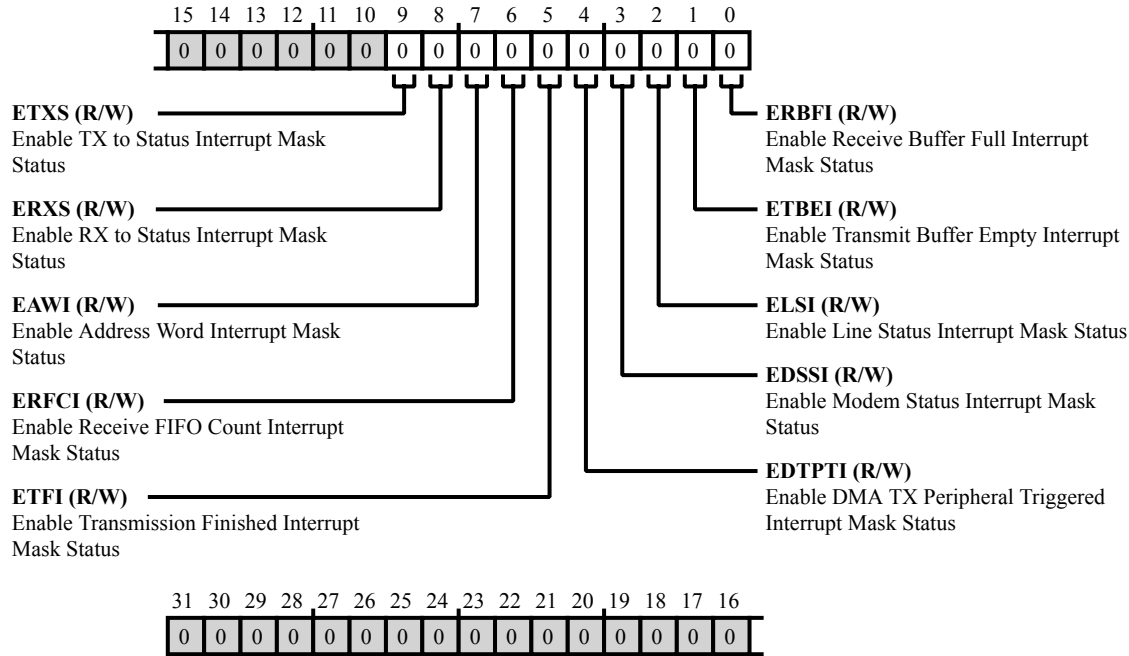 15 14 13 12 11 10 9 8 7 6 5 4 3 2 1 0
0 0 0 0 0 0 0 0 0 0 0 0 0 0 0 0
ETXS (R/W)
Enable TX to Status Interrupt Mask
Status
ERXS (R/W)
Enable RX to Status Interrupt Mask
Status
EAWI (R/W)
Enable Address Word Interrupt Mask
Status
ERFCI (R/W)
Enable Receive FIFO Count Interrupt
Mask Status
ETFI (R/W)
Enable Transmission Finished Interrupt
Mask Status
ERBFI (R/W)
Enable Receive Buffer Full Interrupt
Mask Status
ETBEI (R/W)
Enable Transmit Buffer Empty Interrupt
Mask Status
ELSI (R/W)
Enable Line Status Interrupt Mask Status
EDSSI (R/W)
Enable Modem Status Interrupt Mask
Status
EDTPTI (R/W)
Enable DMA TX Peripheral Triggered
Interrupt Mask Status
31 30 29 28 27 26 25 24 23 22 21 20 19 18 17 16
0 0 0 0 0 0 0 0 0 0 0 0 0 0 0 0